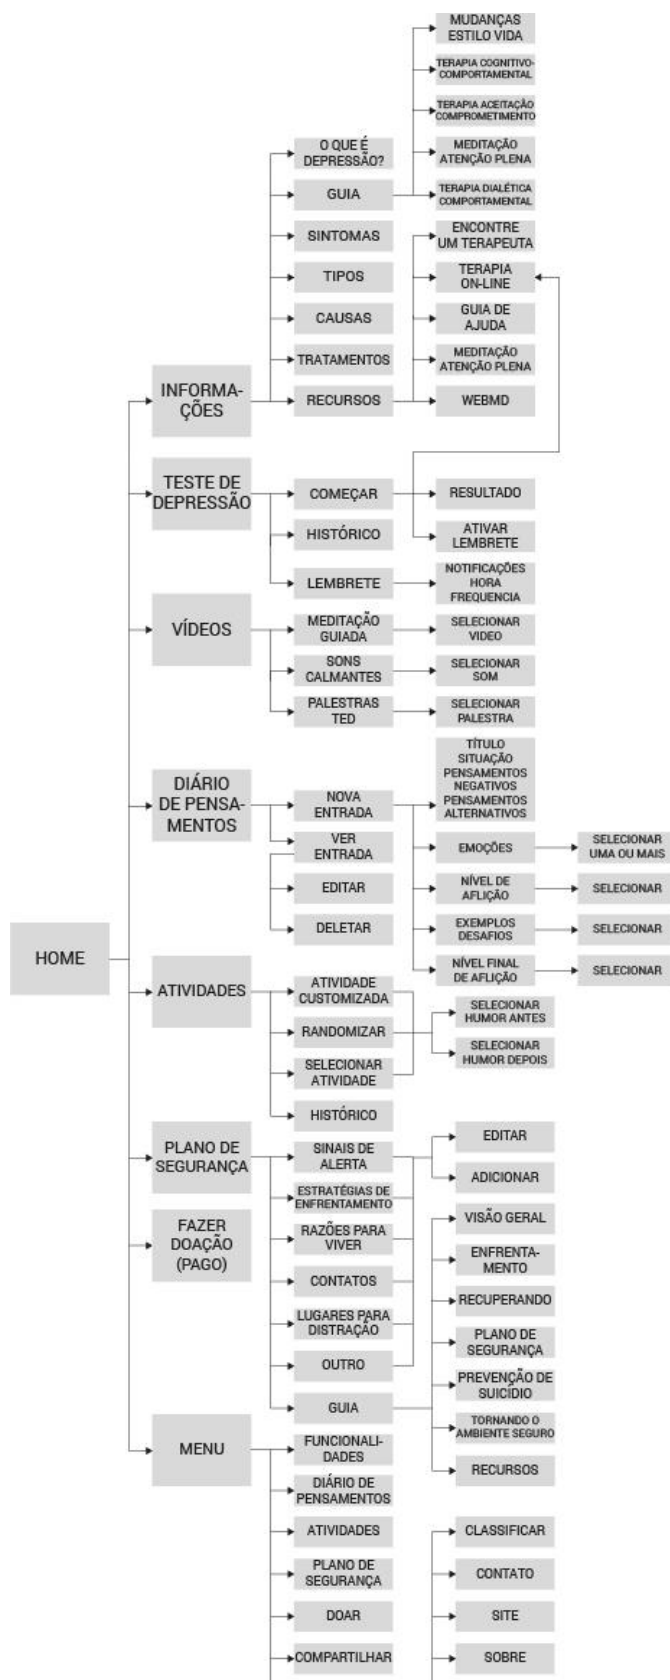 MUDANÇAS
ESTILO VIDA
TERAPIA COGNITIVO-
COMPORTAMENTAL
TERAPIA ACEITAÇÃO
COMPROMETIMENTO
O QUE É
DEPRESSÃO?
MEDITAÇÃO
ATENÇÃO PLENA
GUIA
TERAPIA DIALÉTICA
COMPORTAMENTAL
SINTOMAS
ENCONTRE
UM TERAPEUTA
TIPOS
TERAPIA
ON-LINE
CAUSAS
GUIA DE
AJUDA
TRATAMENTOS
MEDITAÇÃO
ATENÇÃO PLENA
INFORMA-
ÇÕES
RECURSOS
WEBMD
TESTE DE
DEPRESSÃO
COMEÇAR
RESULTADO
HISTÓRICO
ATIVAR
LEMBRETE
LEMBRETE
NOTIFICAÇÕES
HORA
FREQUENCIA
VÍDEOS
MEDITAÇÃO
GUIADA
SELECIONAR
VIDEO
SONS
CALMANTES
SELECIONAR
SOM
PALESTRAS
TED
SELECIONAR
PALESTRA
DIÁRIO
DE PENSA-
MENTOS
NOVA
ENTRADA
TÍTULO
SITUAÇÃO
PENSAMENTOS
NEGATIVOS
PENSAMENTOS
ALTERNATIVOS
VER
ENTRADA
EMOÇÕES
SELECIONAR
UMA OU MAIS
EDITAR
NÍVEL DE
AFLIÇÃO
SELECIONAR
DELETAR
EXEMPLOS
DESAFIOS
SELECIONAR
HOME
NÍVEL FINAL
DE AFLIÇÃO
SELECIONAR
ATIVIDADES
ATIVIDADE
CUSTOMIZADA
RANDOMIZAR
SELECIONAR
HUMOR ANTES
SELECIONAR
HUMOR DEPOIS
SELECIONAR
ATIVIDADE
HISTÓRICO
PLANO DE
SEGURANÇA
SINAIS DE
ALERTA
EDITAR
ESTRATÉGIAS DE
ENFRENTAMENTO
ADICIONAR
FAZER
DOAÇÃO
(PAGO)
RAZÕES PARA
VIVER
VISÃO GERAL
CONTATOS
ENFRENTA-
MENTO
LUGARES PARA
DISTRAÇÃO
RECUPERANDO
OUTRO
PLANO DE
SEGURANÇA
GUIA
PREVENÇÃO DE
SUICÍDIO
TORNANDO O
AMBIENTE SEGURO
RECURSOS
MENU
FUNCIONALI-
DADES
DIÁRIO DE
PENSAMENTOS
ATIVIDADES
CLASSIFICAR
PLANO DE
SEGURANÇA
CONTATO
DOAR
SITE
COMPARTILHAR
SOBRE